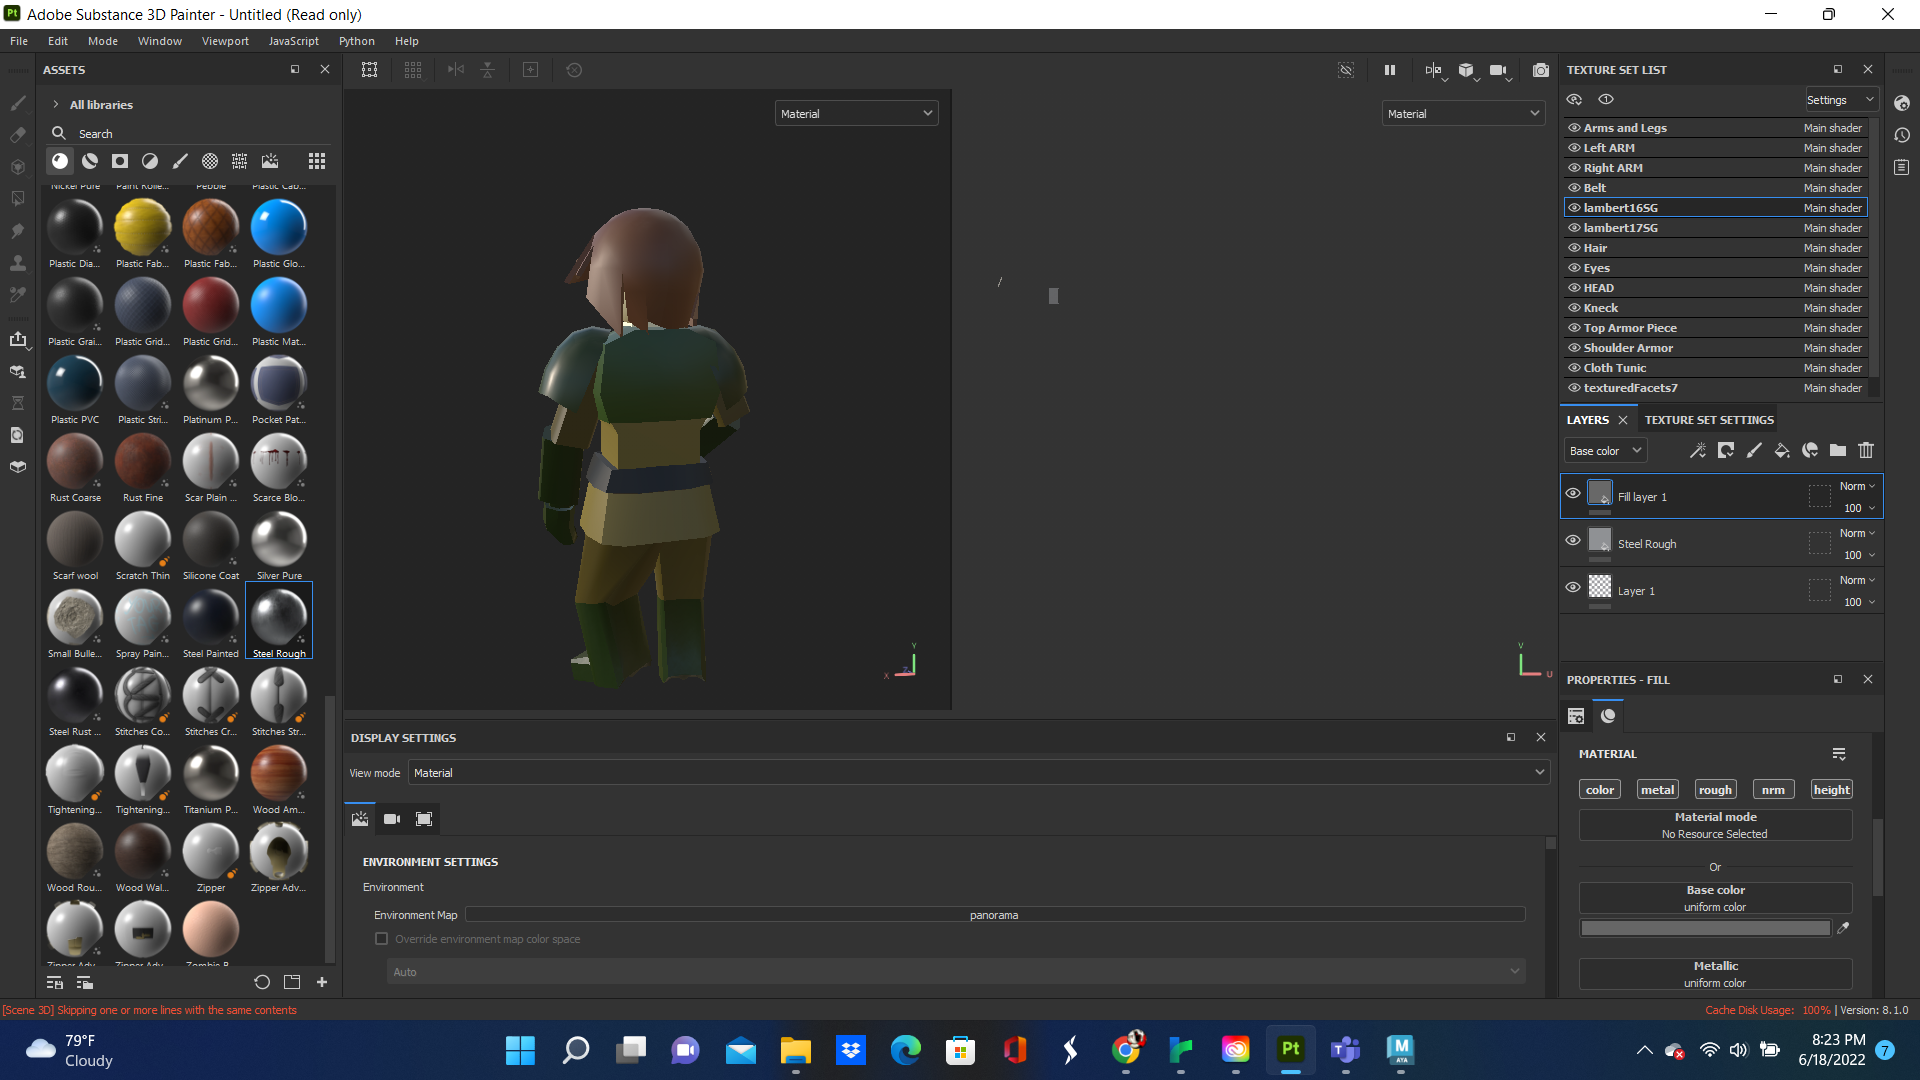 Adobe Substance 3D Painter - Untitled (Read only)
File Edit Mode Window Viewport JavaScript Python Help
ASSETS
All libraries
Search
Nickel Pure Paint Rolle... Pebble Plastic Cab...
Plastic Dia... Plastic Fab... Plastic Fab... Plastic Glo...
Plastic Grai... Plastic Grid... Plastic Grid... Plastic Mat...
Plastic PVC Plastic Stri... Platinum P... Pocket Pat...
Rust Coarse Rust Fine Scar Plain ... Scarce Blo...
Scarf wool Scratch Thin Silicone Coat Silver Pure
Small Bulle... Spray Pain... Steel Painted Steel Rough
Steel Rust ... Stitches Co... Stitches Cr... Stitches Str...
Tightening... Tightening... Titanium P... Wood Am...
Wood Rou... Wood Wal... Zipper Zipper Adv...
Zipper Adv... Zipper Adv... Zombie B...
Material
Material
Y
X
Z
V
U
DISPLAY SETTINGS
View mode Material
ENVIRONMENT SETTINGS
Environment
Environment Map panorama
Override environment map color space
Auto
TEXTURE SET LIST
Settings
Arms and Legs Main shader
Left ARM Main shader
Right ARM Main shader
Belt Main shader
lambert16SG Main shader
lambert17SG Main shader
Hair Main shader
Eyes Main shader
HEAD Main shader
Kneck Main shader
Top Armor Piece Main shader
Shoulder Armor Main shader
Cloth Tunic Main shader
texturedFacets7 Main shader
LAYERS TEXTURE SET SETTINGS
Base color
Fill layer 1 Norm 100
Steel Rough Norm 100
Layer 1 Norm 100
PROPERTIES - FILL
MATERIAL
color metal rough nrm height
Material mode
No Resource Selected
Or
Base color
uniform color
Metallic
uniform color
[Scene 3D] Skipping one or more lines with the same contents
Cache Disk Usage: 100% | Version: 8.1.0
79°F
Cloudy
Pt
M
AYA
8:23 PM
6/18/2022
7